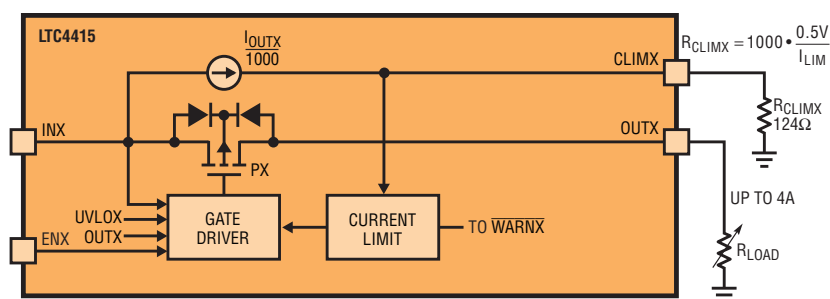 LTC4415
I_OUTX
1000
CLIMX
R_CLIMX = 1000 • 0.5V
I_LIM
R_CLIMX
124Ω
INX
OUTX
PX
UVLOX
OUTX
ENX
GATE
DRIVER
CURRENT
LIMIT
TO WARNX
UP TO 4A
R_LOAD